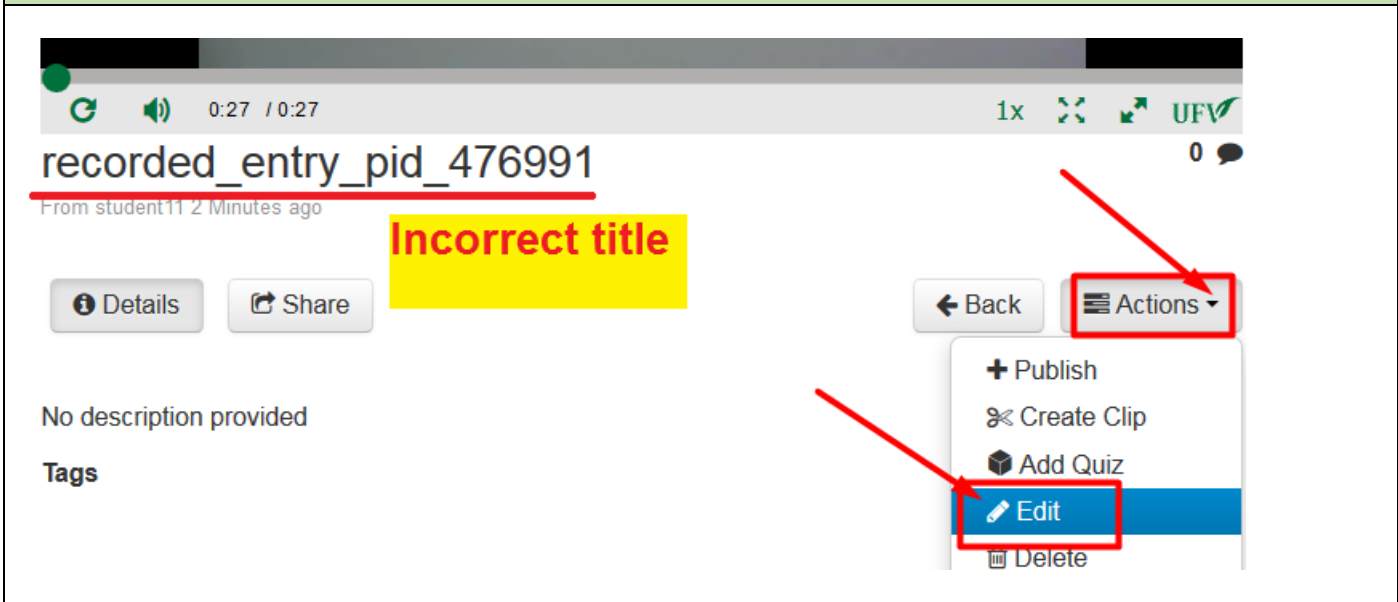 0:27 / 0:27 1x UFV
recorded_entry_pid_476991 0
From student11 2 Minutes ago
Incorrect title
Details Share Back Actions
Publish
Create Clip
No description provided
Add Quiz
Tags
Edit
Delete